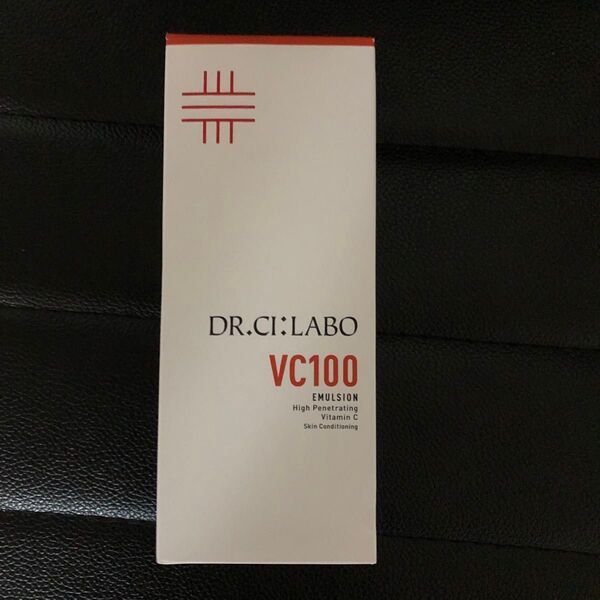 DR.CI:LABO
VC100
EMULSION
High Penetrating
Vitamin C
Skin Conditioning